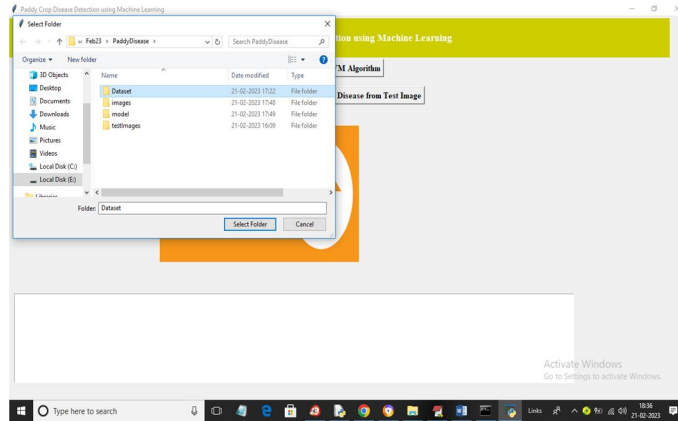 Paddy Crop Disease Detection using Machine Learning
Select Folder
Feb23 › PaddyDisease ›
Search PaddyDisease
tion using Machine Learning
Organize
New folder
Name
Date modified
Type
3D Objects
Desktop
Documents
Downloads
Music
Pictures
Videos
Local Disk (C:)
Local Disk (E:)
Libraries
Dataset 21-02-2023 17:22 File folder
images 21-02-2023 17:48 File folder
model 21-02-2023 17:49 File folder
testImages 21-02-2023 16:09 File folder
M Algorithm
Disease from Test Image
Folder: Dataset
Select Folder
Cancel
Activate Windows
Go to Settings to activate Windows.
Type here to search
Links
18:36
21-02-2023